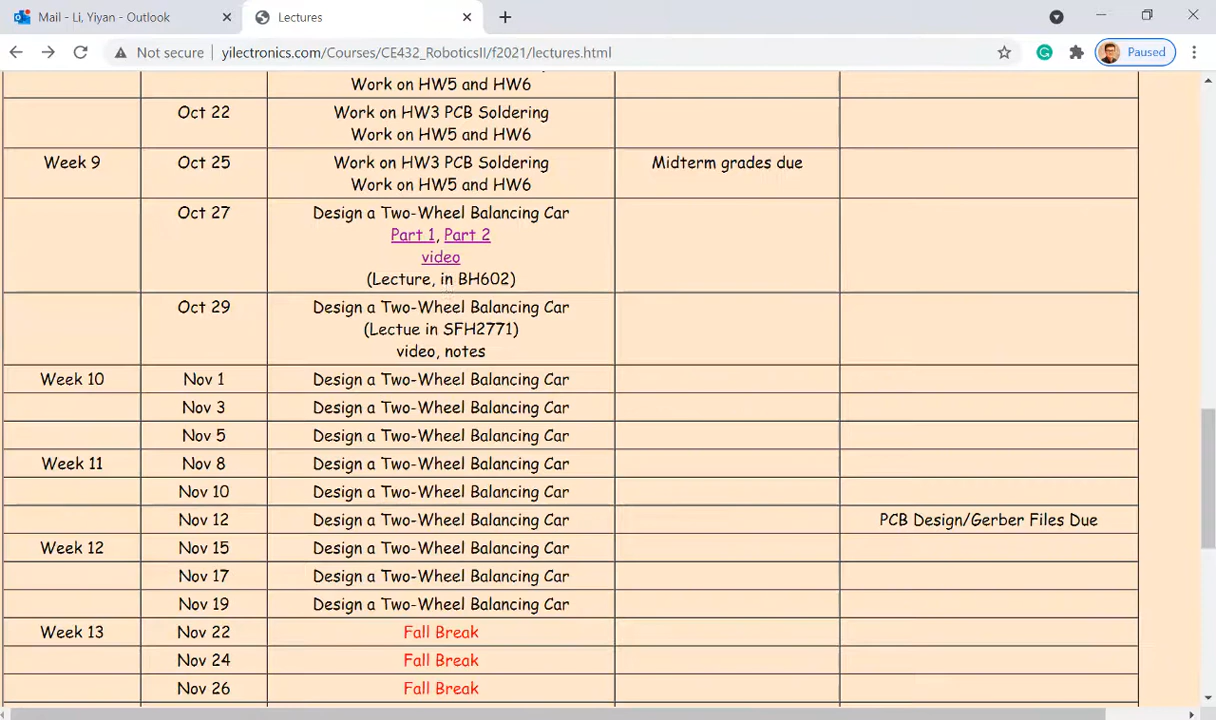 Mail - Li, Yiyan - Outlook
Lectures
Not secure
yilectronics.com/Courses/CE432_RoboticsII/f2021/lectures.html
Paused
Work on HW5 and HW6
Oct 22
Work on HW3 PCB Soldering
Work on HW5 and HW6
Week 9
Oct 25
Work on HW3 PCB Soldering
Midterm grades due
Work on HW5 and HW6
Oct 27
Design a Two-Wheel Balancing Car
Part 1, Part 2
video
(Lecture, in BH602)
Oct 29
Design a Two-Wheel Balancing Car
(Lectue in SFH2771)
video, notes
Week 10
Nov 1
Design a Two-Wheel Balancing Car
Nov 3
Design a Two-Wheel Balancing Car
Nov 5
Design a Two-Wheel Balancing Car
Week 11
Nov 8
Design a Two-Wheel Balancing Car
Nov 10
Design a Two-Wheel Balancing Car
Nov 12
Design a Two-Wheel Balancing Car
PCB Design/Gerber Files Due
Week 12
Nov 15
Design a Two-Wheel Balancing Car
Nov 17
Design a Two-Wheel Balancing Car
Nov 19
Design a Two-Wheel Balancing Car
Week 13
Nov 22
Fall Break
Nov 24
Fall Break
Nov 26
Fall Break